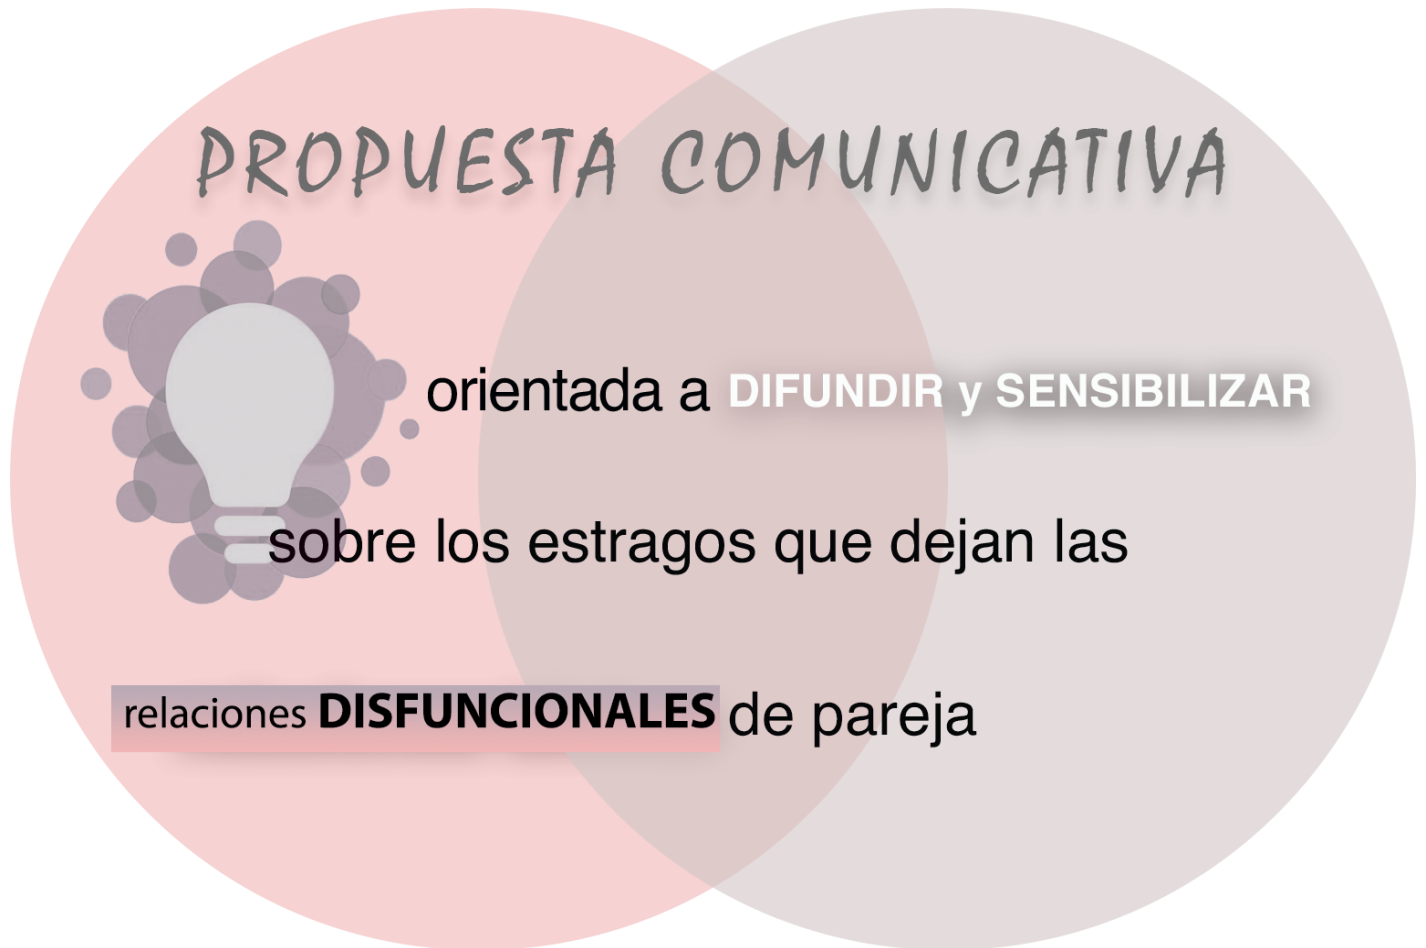 PROPUESTA COMUNICATIVA
orientada a DIFUNDIR y SENSIBILIZAR
sobre los estragos que dejan las
relaciones DISFUNCIONALES de pareja